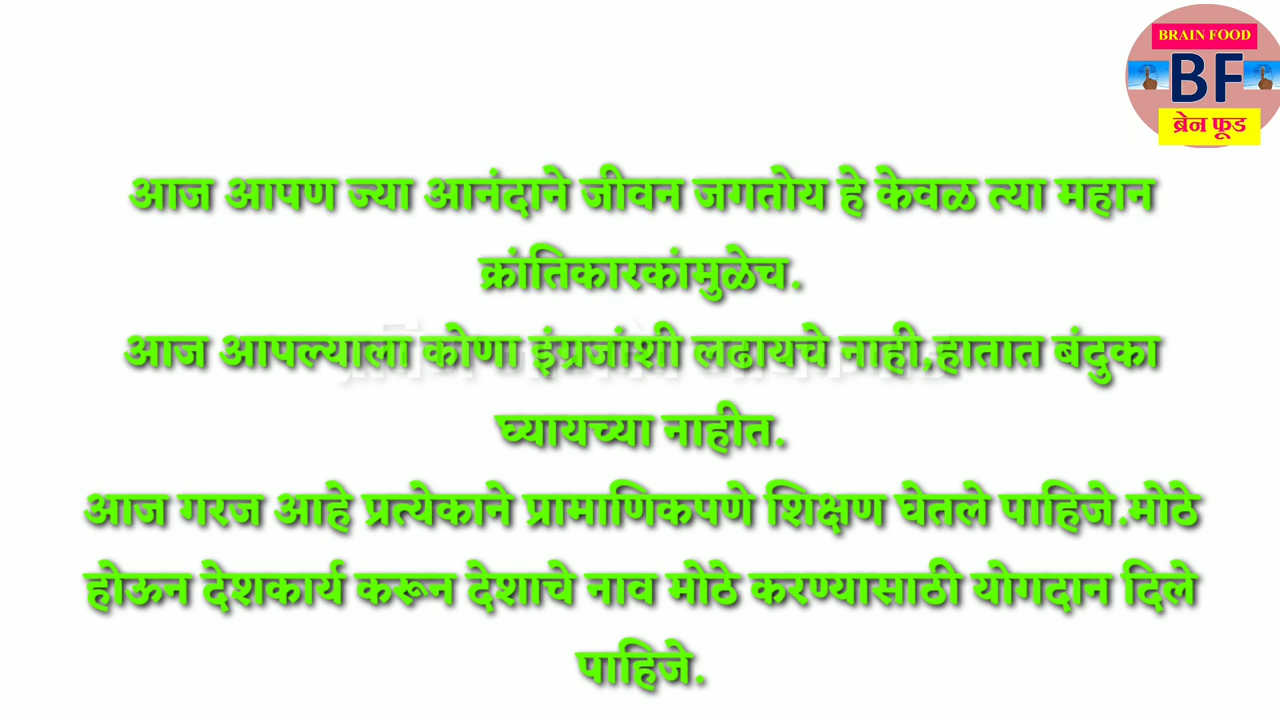 BRAIN FOOD
BF
ब्रेन फूड
आज आपण ज्या आनंदाने जीवन जगतोय हे केवळ त्या महान
क्रांतिकारकांमुळेच.
आज आपल्याला कोणा इंग्रजांशी लढायचे नाही,हातात बंदुका
घ्यायच्या नाहीत.
आज गरज आहे प्रत्येकाने प्रामाणिकपणे शिक्षण घेतले पाहिजे.मोठे
होऊन देशकार्य करून देशाचे नाव मोठे करण्यासाठी योगदान दिले
पाहिजे.